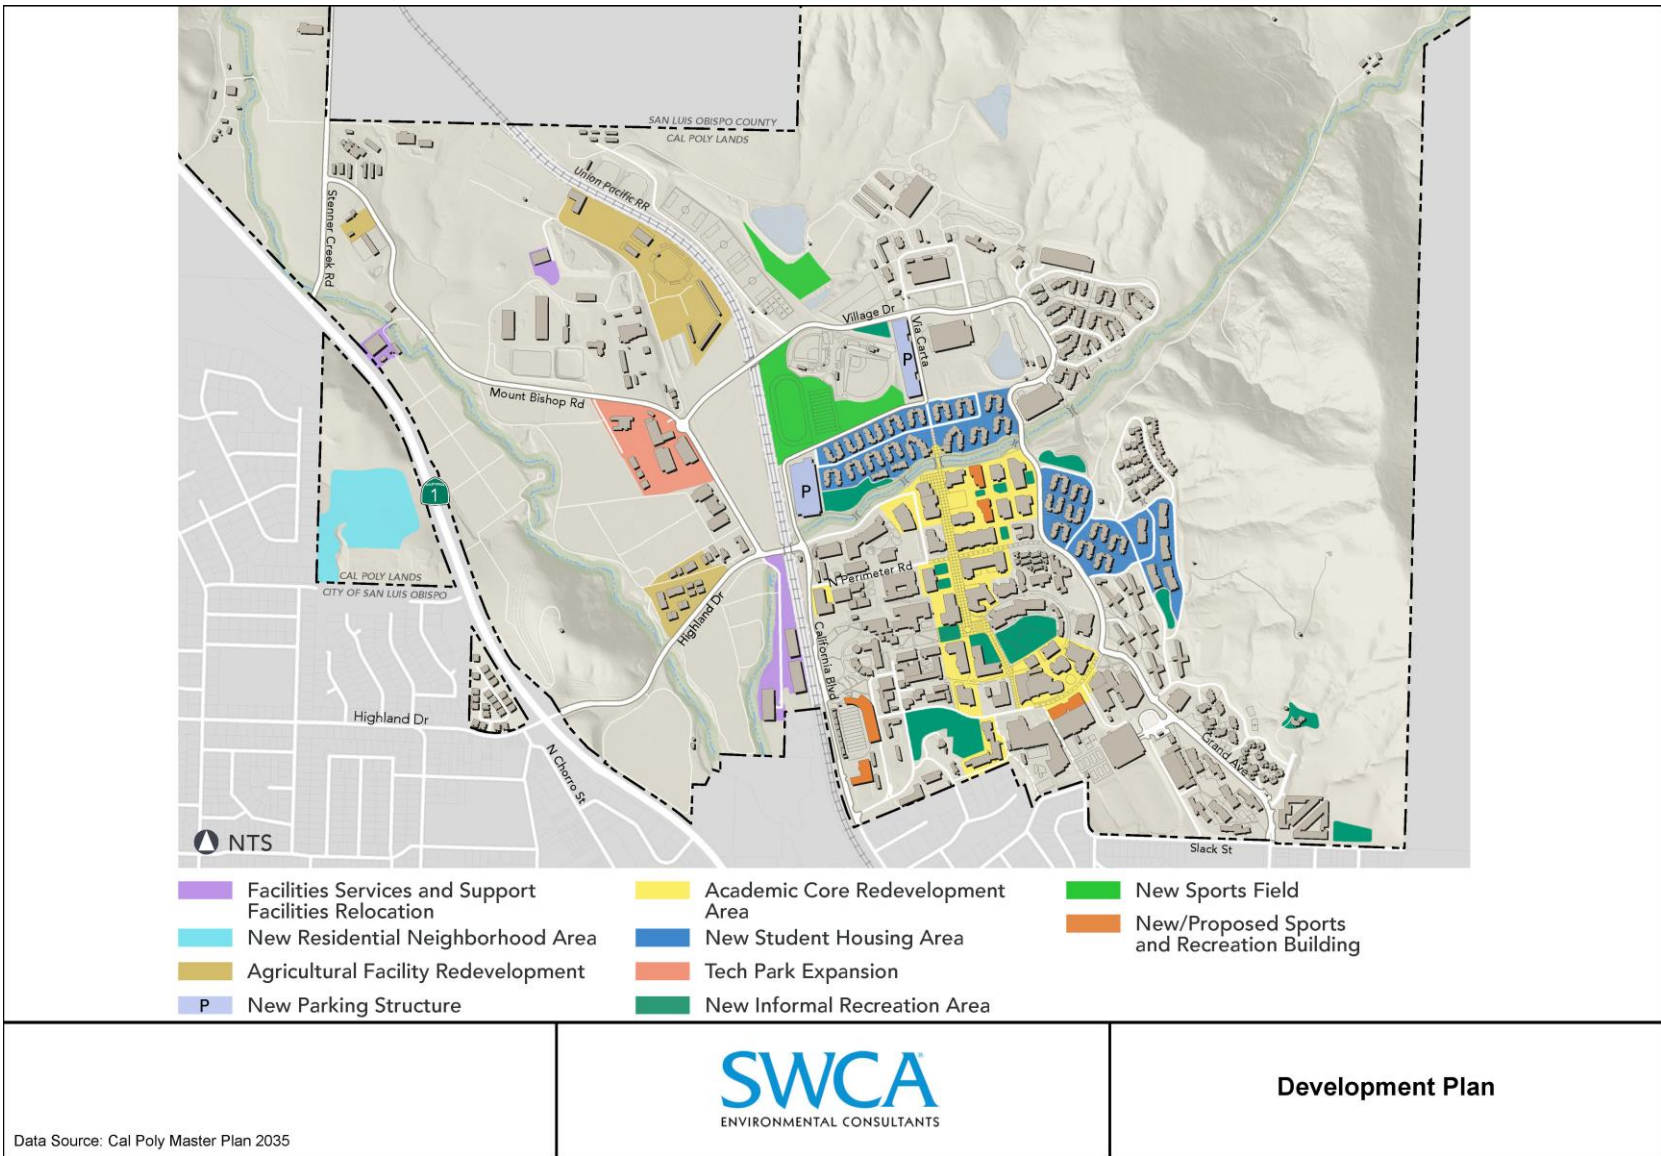 SAN LUIS OBISPO COUNTY
CAL POLY LANDS
Union Pacific RR
Stenner Creek Rd
Village Dr
Via Carta
P
Mount Bishop Rd
1
P
CAL POLY LANDS
CITY OF SAN LUIS OBISPO
N Perimeter Rd
Highland Dr
California Blvd
Highland Dr
N Chorro St
Grand Ave
Slack St
NTS
Facilities Services and Support
Facilities Relocation
New Residential Neighborhood Area
Agricultural Facility Redevelopment
P New Parking Structure
Academic Core Redevelopment
Area
New Student Housing Area
Tech Park Expansion
New Informal Recreation Area
New Sports Field
New/Proposed Sports
and Recreation Building
Data Source: Cal Poly Master Plan 2035
SWCA
ENVIRONMENTAL CONSULTANTS
Development Plan